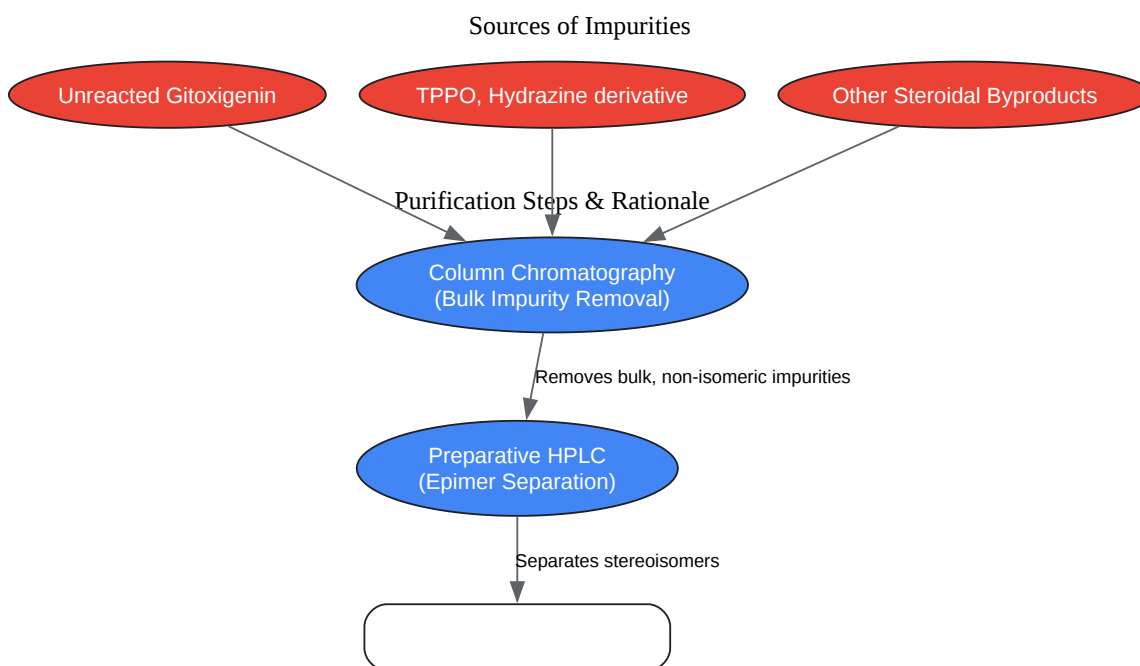 Sources of Impurities
Unreacted Gitoxigenin
TPPO, Hydrazine derivative
Other Steroidal Byproducts
Purification Steps & Rationale
Column Chromatography
(Bulk Impurity Removal)
Removes bulk, non-isomeric impurities
Preparative HPLC
(Epimer Separation)
Separates stereoisomers